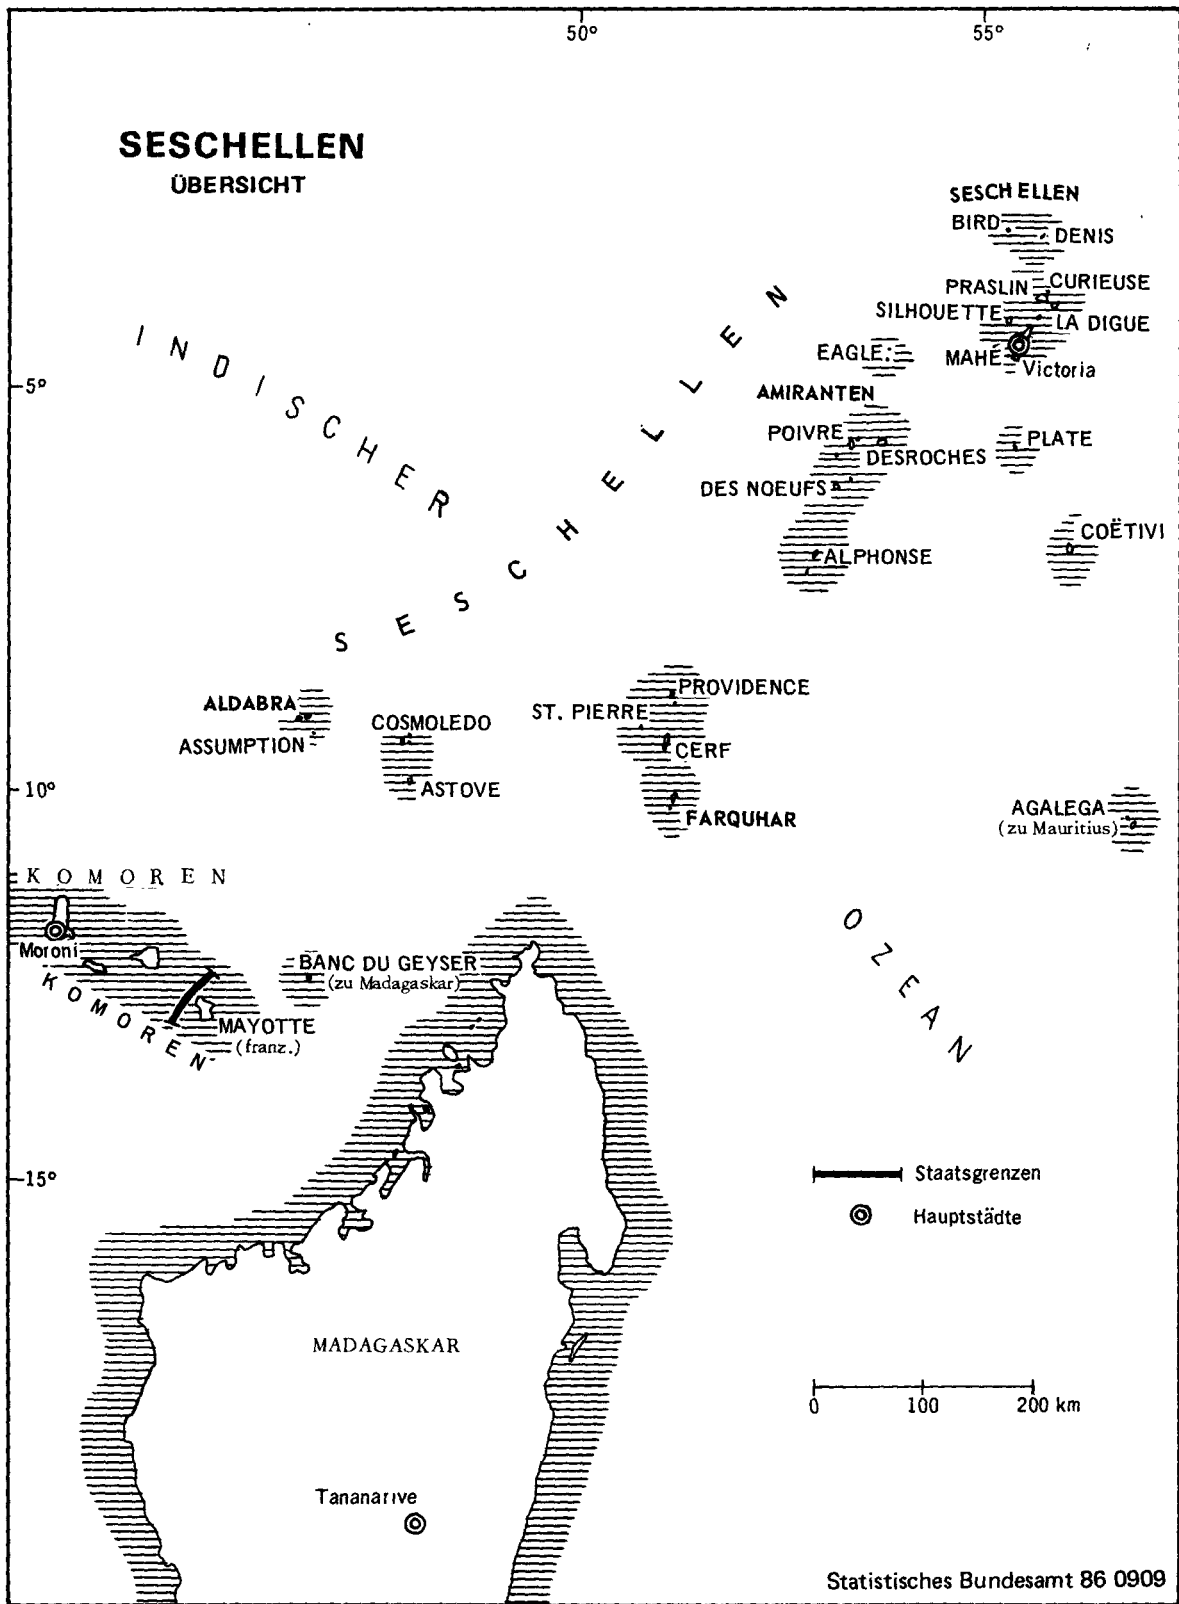 50°
55°
SESCHELLEN
ÜBERSICHT
SESCHELLEN
BIRD
DENIS
PRASLIN
CURIEUSE
SILHOUETTE
LA DIGUE
EAGLE
MAHÉ
Victoria
INDISCHER
SESCHELLEN
5°
AMIRANTEN
POIVRE
DESROCHES
PLATE
DES NOEUFS
COËTIVI
ALPHONSE
ALDABRA
ASSUMPTION
COSMOLEDO
ASTOVE
PROVIDENCE
ST. PIERRE
CERF
FARQUHAR
10°
AGALEGA
(zu Mauritius)
KOMOREN
Moroni
KOMOREN
BANC DU GEYSER
(zu Madagaskar)
MAYOTTE
(franz.)
OZEAN
15°
Staatsgrenzen
Hauptstädte
MADAGASKAR
0 100 200 km
Tananarive
Statistisches Bundesamt 86 0909